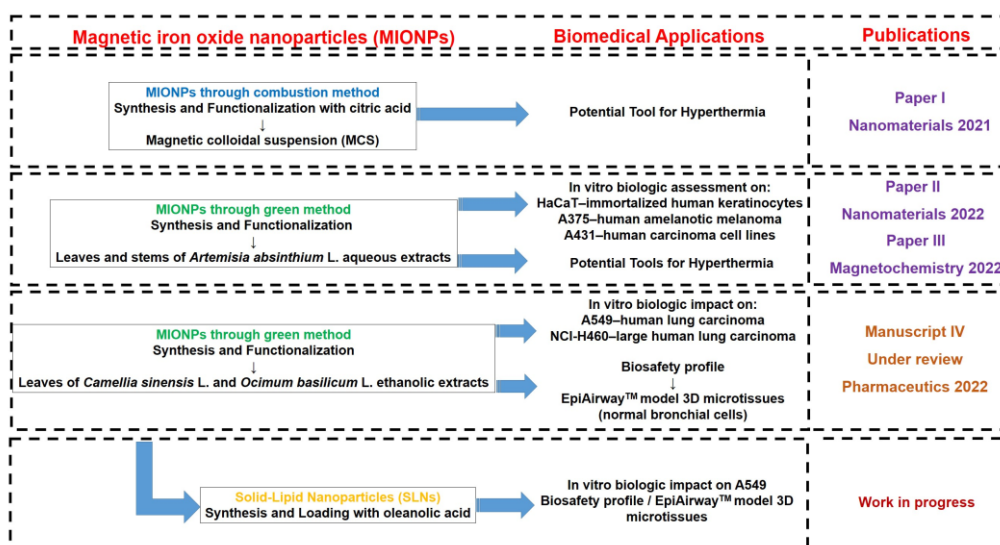 Magnetic iron oxide nanoparticles (MIONPs)
Biomedical Applications
Publications
MIONPs through combustion method
Synthesis and Functionalization with citric acid
↓
Magnetic colloidal suspension (MCS)
Potential Tool for Hyperthermia
Paper I
Nanomaterials 2021
MIONPs through green method
Synthesis and Functionalization
↓
Leaves and stems of Artemisia absinthium L. aqueous extracts
In vitro biologic assessment on:
HaCaT–immortalized human keratinocytes
A375–human amelanotic melanoma
A431–human carcinoma cell lines
Potential Tools for Hyperthermia
Paper II
Nanomaterials 2022
Paper III
Magnetochemistry 2022
MIONPs through green method
Synthesis and Functionalization
↓
Leaves of Camellia sinensis L. and Ocimum basilicum L. ethanolic extracts
In vitro biologic impact on:
A549–human lung carcinoma
NCI-H460–large human lung carcinoma
Biosafety profile
↓
EpiAirway™ model 3D microtissues
(normal bronchial cells)
Manuscript IV
Under review
Pharmaceutics 2022
Solid-Lipid Nanoparticles (SLNs)
Synthesis and Loading with oleanolic acid
In vitro biologic impact on A549
Biosafety profile / EpiAirway™ model 3D
microtissues
Work in progress